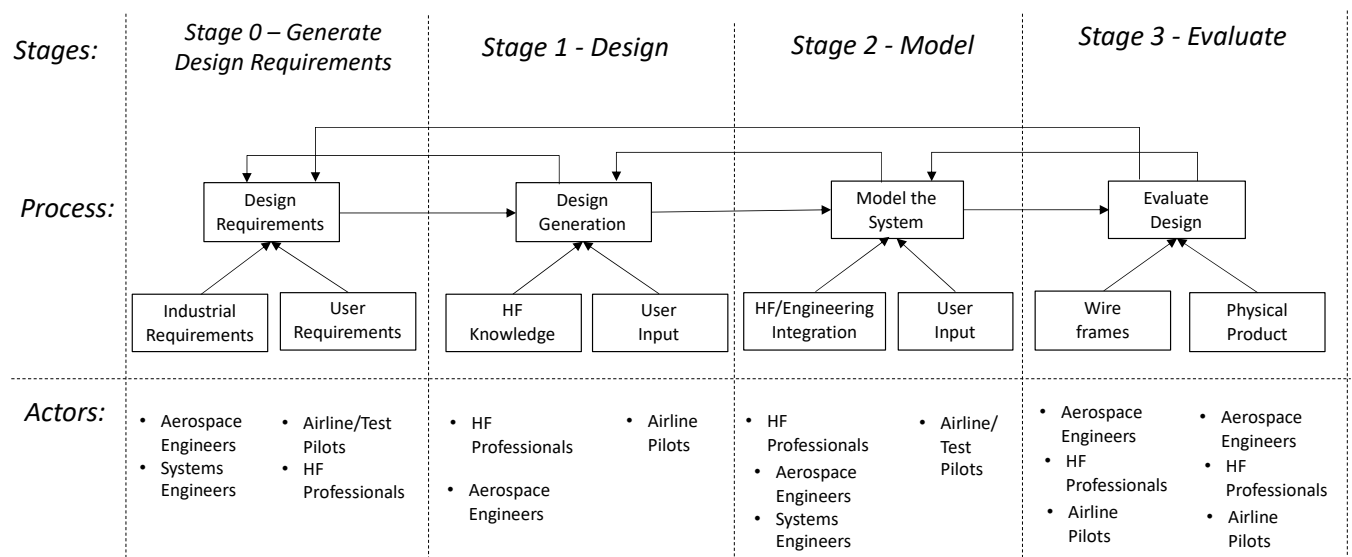 Stages:
Stage 0 – Generate
Design Requirements
Stage 1 - Design
Stage 2 - Model
Stage 3 - Evaluate
Process:
Design
Requirements
Design
Generation
Model the
System
Evaluate
Design
Industrial
Requirements
User
Requirements
HF
Knowledge
User
Input
HF/Engineering
Integration
User
Input
Wire
frames
Physical
Product
Actors:
• Aerospace
Engineers
• Systems
Engineers
• Airline/Test
Pilots
• HF
Professionals
• HF
Professionals
• Aerospace
Engineers
• Airline
Pilots
• HF
Professionals
• Aerospace
Engineers
• Systems
Engineers
• Airline/
Test
Pilots
• Aerospace
Engineers
• HF
Professionals
• Airline
Pilots
• Aerospace
Engineers
• HF
Professionals
• Airline
Pilots